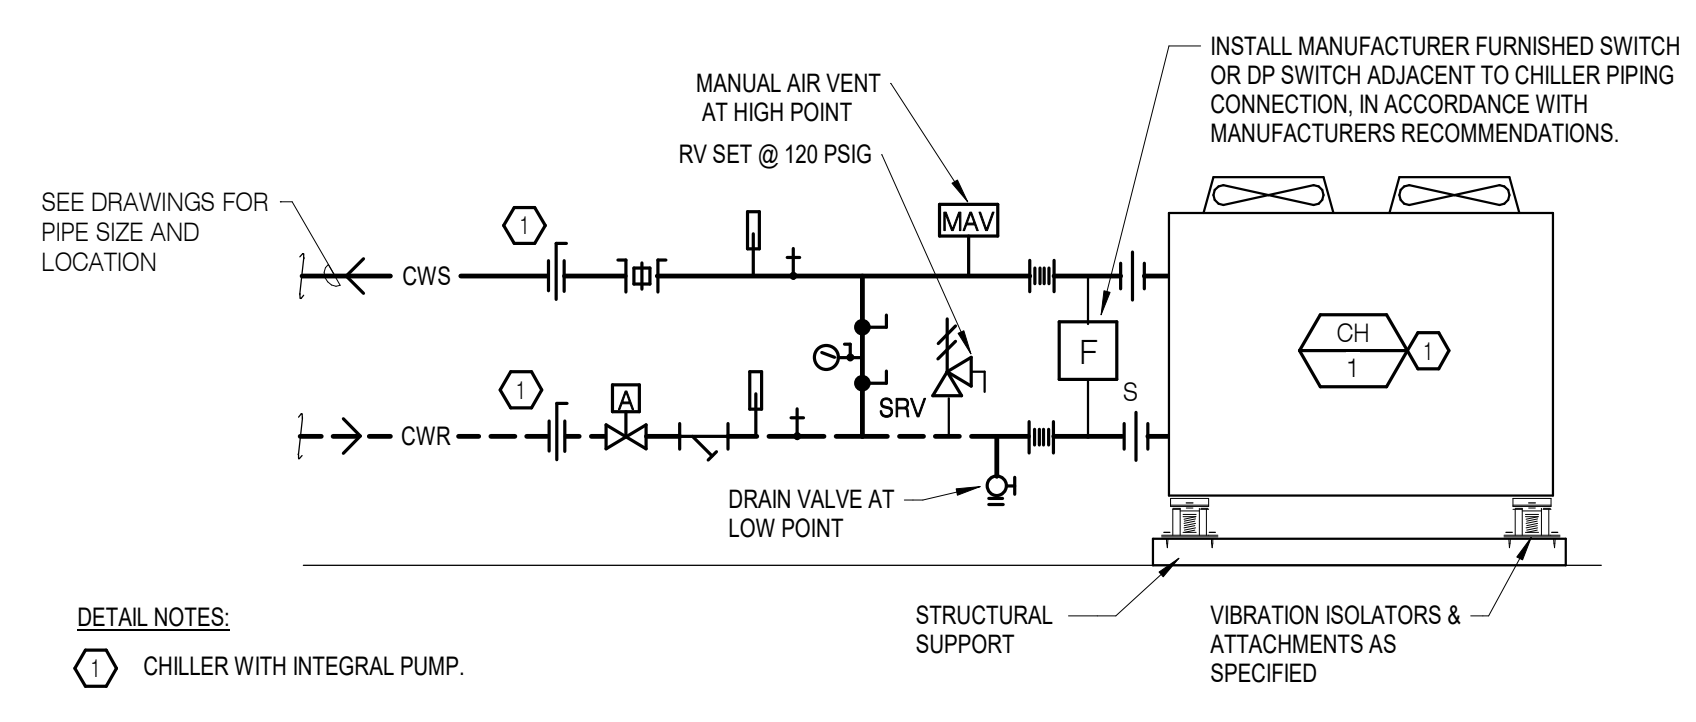 INSTALL MANUFACTURER FURNISHED SWITCH
OR DP SWITCH ADJACENT TO CHILLER PIPING
CONNECTION, IN ACCORDANCE WITH
MANUFACTURERS RECOMMENDATIONS.
MANUAL AIR VENT
AT HIGH POINT
RV SET @ 120 PSIG
SEE DRAWINGS FOR
PIPE SIZE AND
LOCATION
1
MAV
CWS
F
CH
1
1
1
A
S
SRV
CWR
DRAIN VALVE AT
LOW POINT
STRUCTURAL
SUPPORT
VIBRATION ISOLATORS &
ATTACHMENTS AS
SPECIFIED
DETAIL NOTES:
1 CHILLER WITH INTEGRAL PUMP.